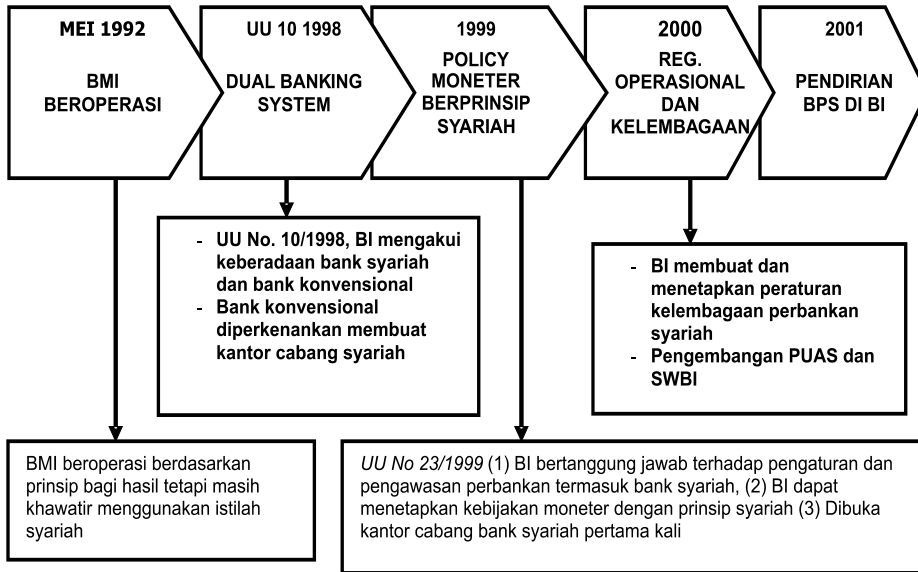 MEI 1992
BMI
BEROPERASI
UU 10 1998
DUAL BANKING
SYSTEM
1999
POLICY
MONETER
BERPRINSIP
SYARIAH
2000
REG.
OPERASIONAL
DAN
KELEMBAGAAN
2001
PENDIRIAN
BPS DI BI
- UU No. 10/1998, BI mengakui
keberadaan bank syariah
dan bank konvensional
- Bank konvensional
diperkenankan membuat
kantor cabang syariah
- BI membuat dan
menetapkan peraturan
kelembagaan perbankan
syariah
- Pengembangan PUAS dan
SWBI
BMI beroperasi berdasarkan
prinsip bagi hasil tetapi masih
khawatir menggunakan istilah
syariah
UU No 23/1999 (1) BI bertanggung jawab terhadap pengaturan dan
pengawasan perbankan termasuk bank syariah, (2) BI dapat
menetapkan kebijakan moneter dengan prinsip syariah (3) Dibuka
kantor cabang bank syariah pertama kali